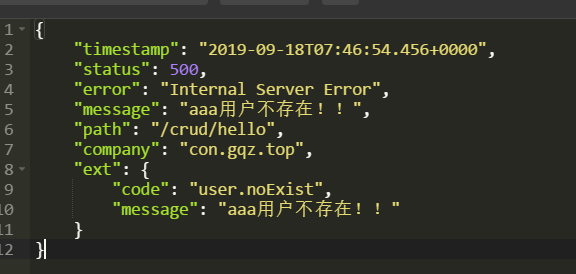 1 {
2 "timestamp": "2019-09-18T07:46:54.456+0000",
3 "status": 500,
4 "error": "Internal Server Error",
5 "message": "aaa用户不存在！！",
6 "path": "/crud/hello",
7 "company": "con.gqz.top",
8 "ext": {
9 "code": "user.noExist",
10 "message": "aaa用户不存在！！"
11 }
12 }